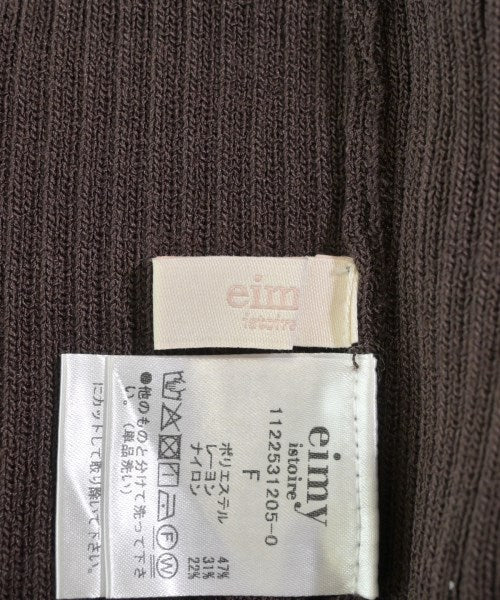 eim
istoire
eimy
istoire
1122531205-0
F
ポリエステル 47%
レーヨン 31%
ナイロン 22%
F W
●他のものと分けて洗って下さ
い。(単品洗い)
にカットして取り除して下さい。